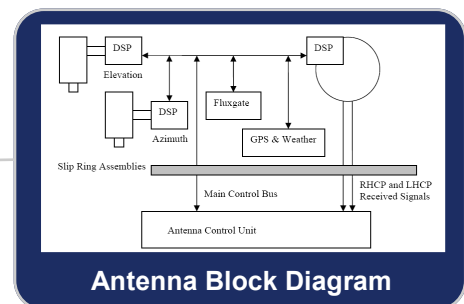 DSP
DSP
Elevation
DSP
Fluxgate
Azimuth
GPS & Weather
Slip Ring Assemblies
Main Control Bus
RHCP and LHCP
Received Signals
Antenna Control Unit
Antenna Block Diagram